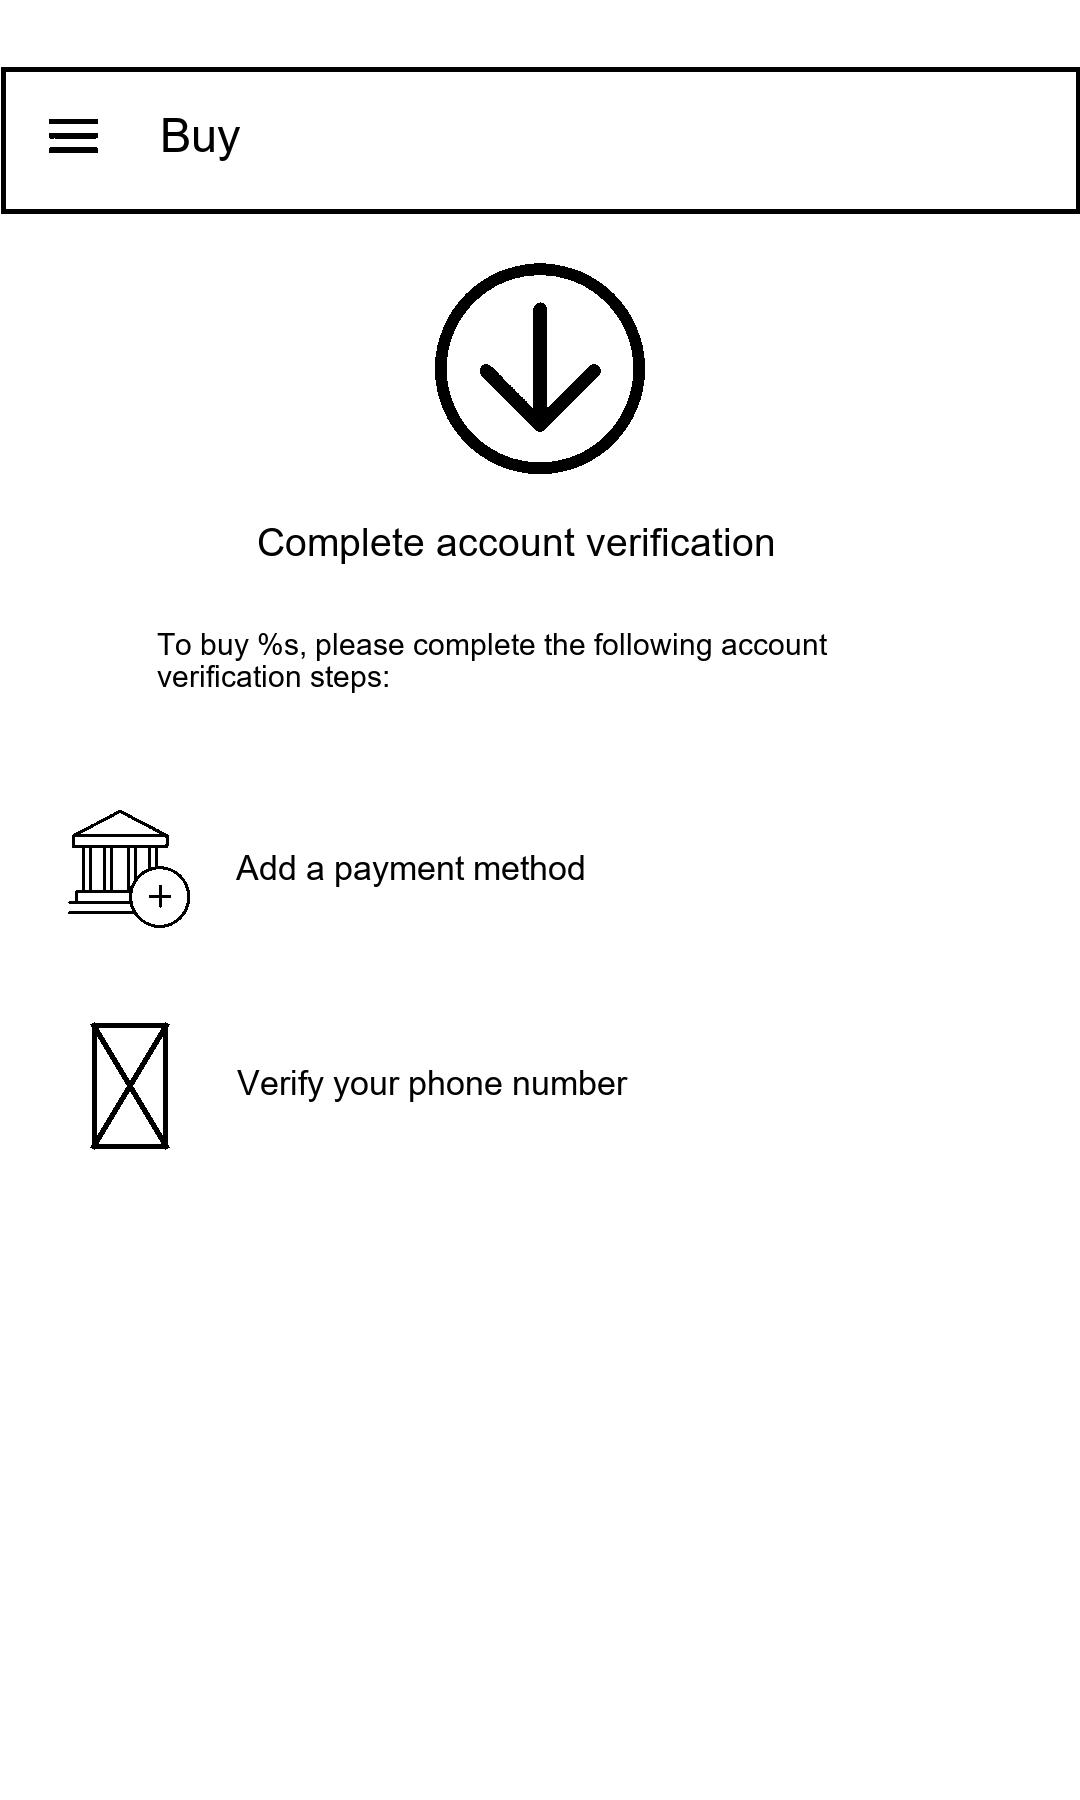 Buy
Complete account verification
To buy %s, please complete the following account
verification steps:
Add a payment method
Verify your phone number